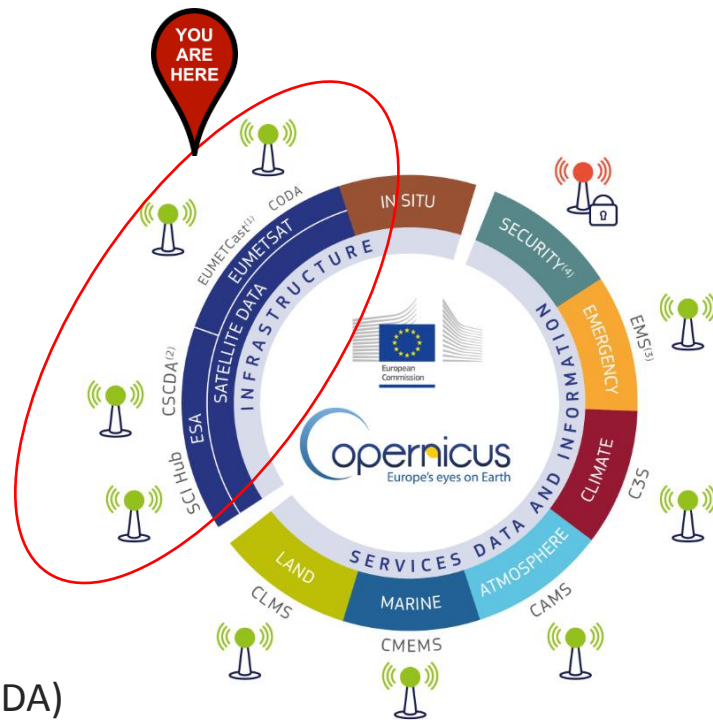 YOU
ARE
HERE
CODA
EUMETCast(1)
EUMETSAT
IN SITU
SATELLITE DATA
INFRASTRUCTURE
CSCDA(2)
ESA
SCI Hub
SECURITY(4)
EMERGENCY
EMS(3)
CLIMATE
C3S
ATMOSPHERE
CAMS
MARINE
CMEMS
LAND
CLMS
SERVICES DATA AND INFORMATION
European
Commission
opernicus
Europe's eyes on Earth
DA)